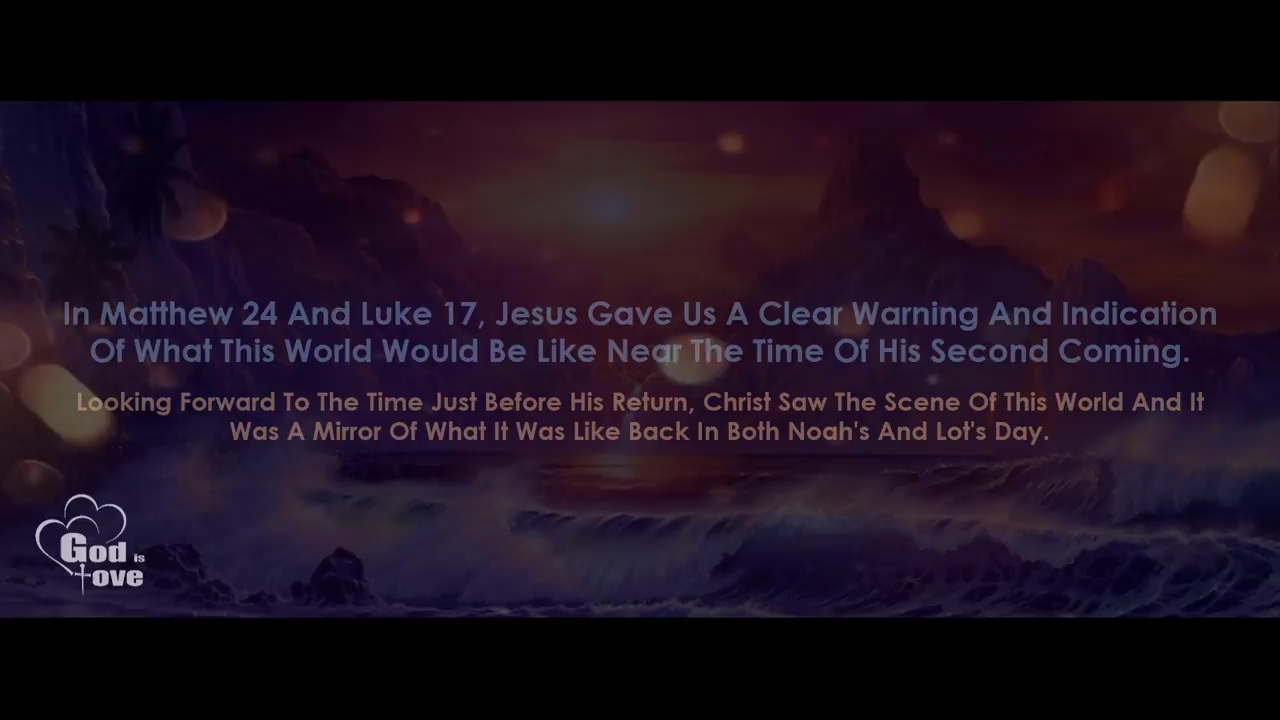 In Matthew 24 And Luke 17, Jesus Gave Us A Clear Warning And Indication
Of What This World Would Be Like Near The Time Of His Second Coming.
Looking Forward To The Time Just Before His Return, Christ Saw The Scene Of This World And It
Was A Mirror Of What It Was Like Back In Both Noah's And Lot's Day.
God is
Love